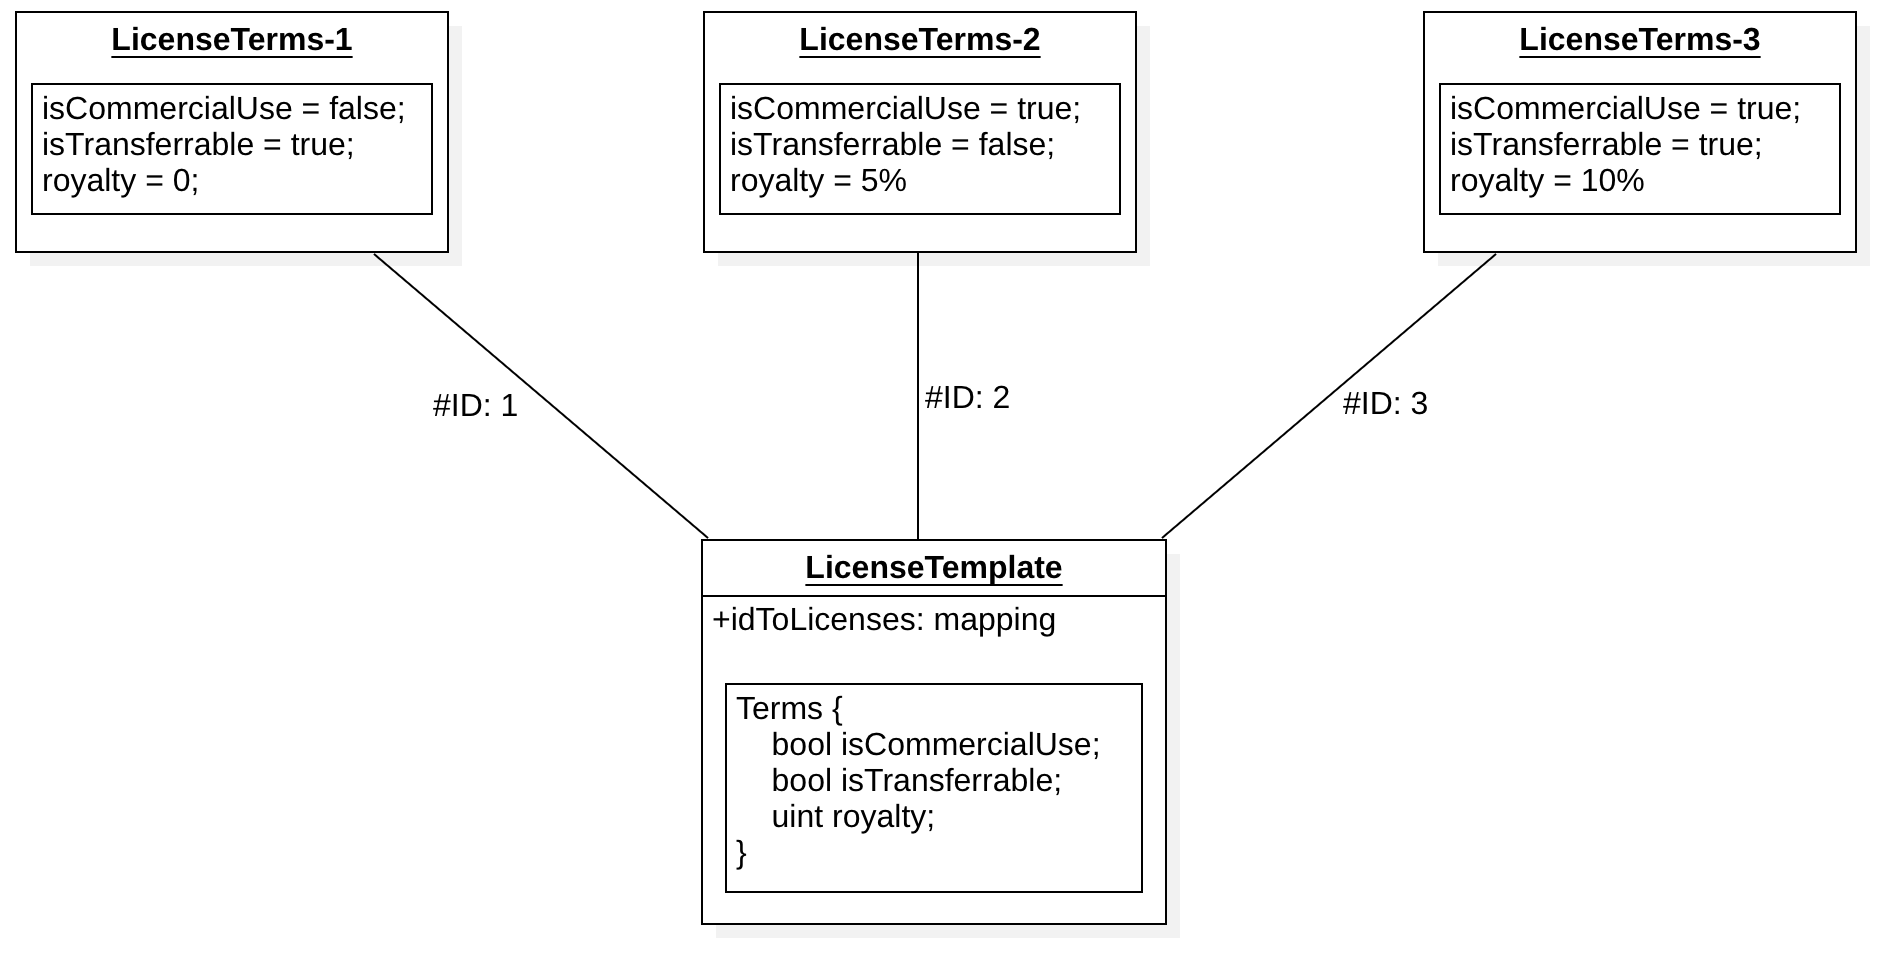 LicenseTerms-1
isCommercialUse = false;
isTransferrable = true;
royalty = 0;
LicenseTerms-2
isCommercialUse = true;
isTransferrable = false;
royalty = 5%
LicenseTerms-3
isCommercialUse = true;
isTransferrable = true;
royalty = 10%
#ID: 1
#ID: 2
#ID: 3
LicenseTemplate
+idToLicenses: mapping
Terms {
bool isCommercialUse;
bool isTransferrable;
uint royalty;
}